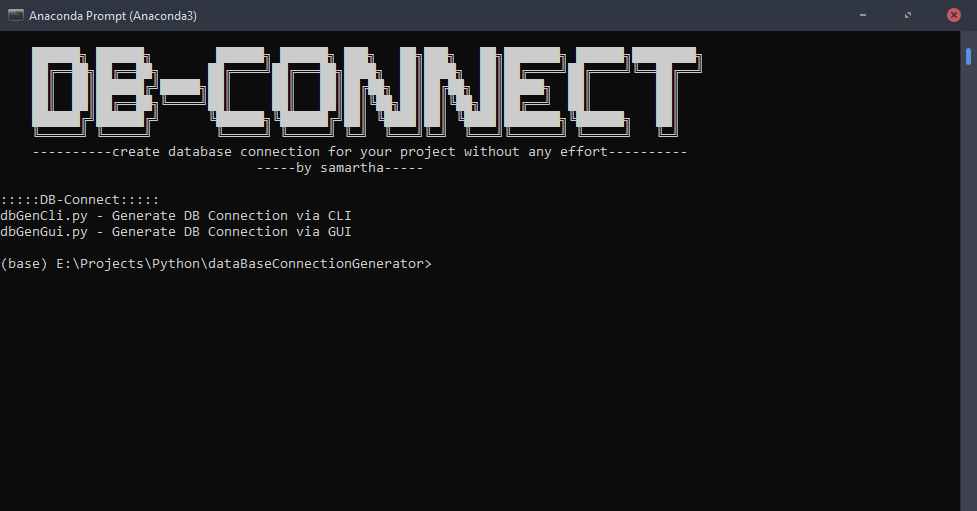 Anaconda Prompt (Anaconda3)
DB-CONNECT
----------create database connection for your project without any effort----------
-----by samartha-----
:::::DB-Connect:::::
dbGenCli.py - Generate DB Connection via CLI
dbGenGui.py - Generate DB Connection via GUI
(base) E:\Projects\Python\dataBaseConnectionGenerator>